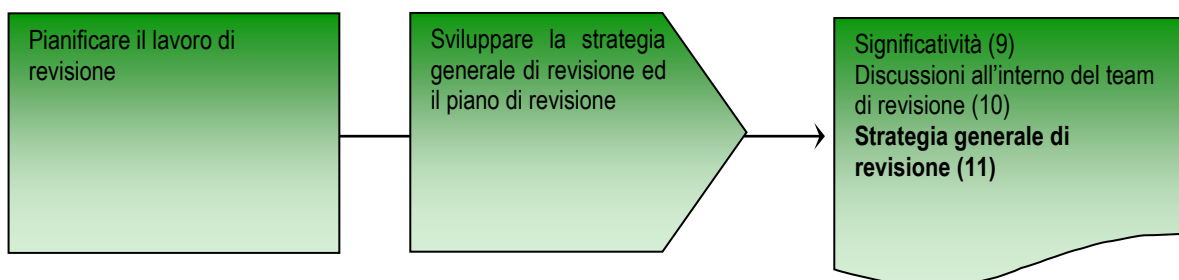 Pianificare il lavoro di
revisione
Sviluppare la strategia
generale di revisione ed
il piano di revisione
Significatività (9)
Discussioni all’interno del team
di revisione (10)
Strategia generale di
revisione (11)